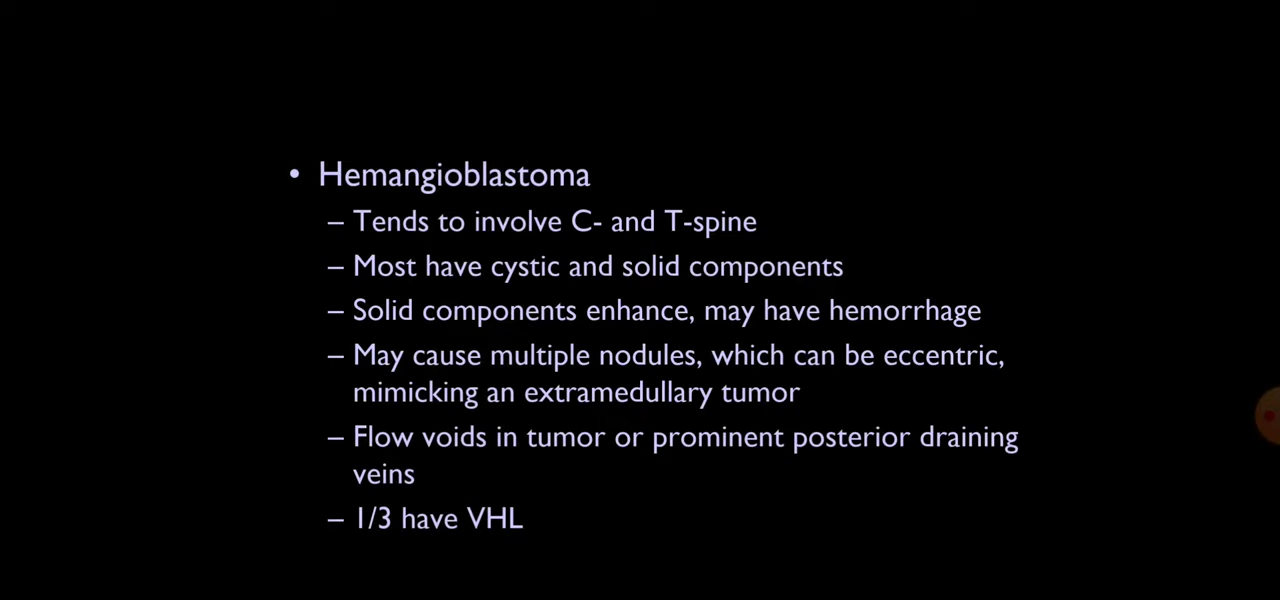 • Hemangioblastoma
– Tends to involve C- and T-spine
– Most have cystic and solid components
– Solid components enhance, may have hemorrhage
– May cause multiple nodules, which can be eccentric,
mimicking an extramedullary tumor
– Flow voids in tumor or prominent posterior draining
veins
– 1/3 have VHL